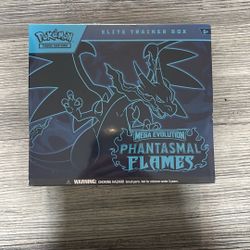 Pokémon
TRADING CARD GAME
ELITE TRAINER BOX
MEGA EVOLUTION
PHANTASMAL
FLAMES
WARNING: